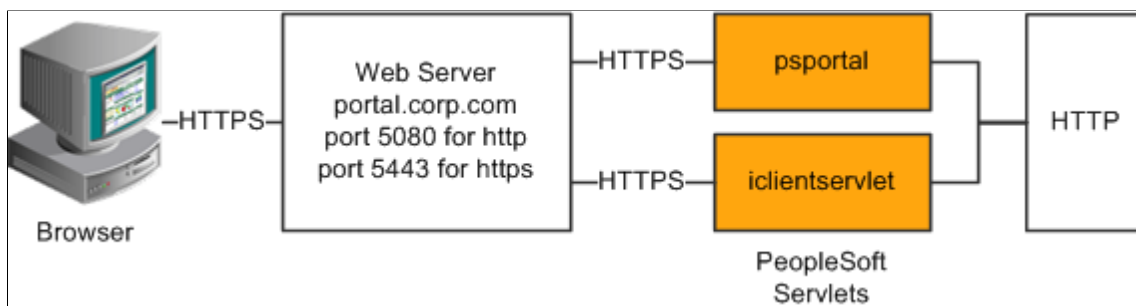 HTTPS
Browser
Web Server
portal.corp.com
port 5080 for http
port 5443 for https
HTTPS
psportal
HTTPS
iclientservlet
PeopleSoft
Servlets
HTTP